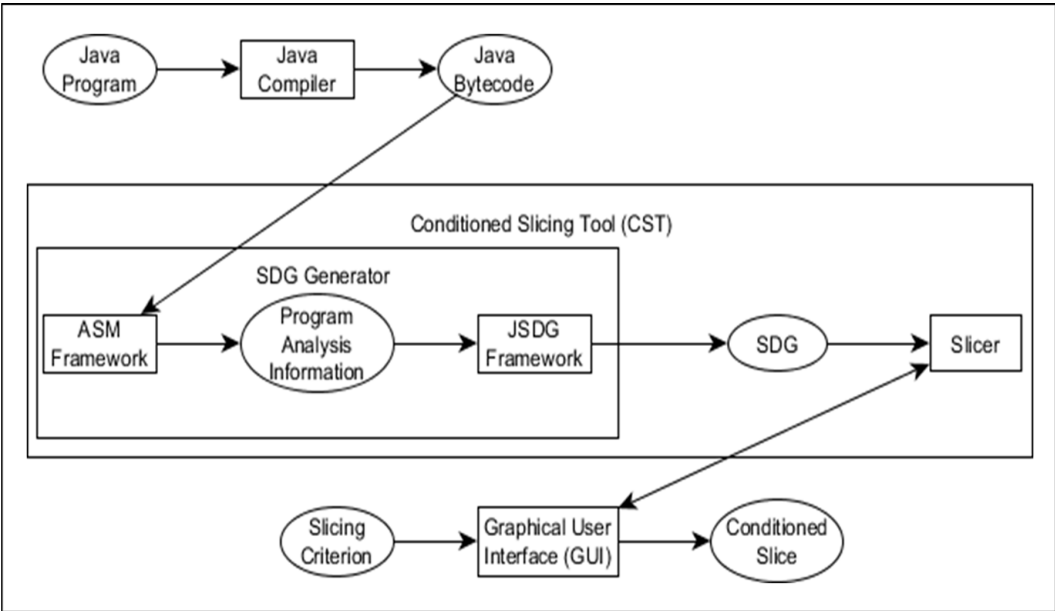 Java
Program
Java
Compiler
Java
Bytecode
Conditioned Slicing Tool (CST)
SDG Generator
ASM
Framework
Program
Analysis
Information
JSDG
Framework
SDG
Slicer
Slicing
Criterion
Graphical User
Interface (GUI)
Conditioned
Slice